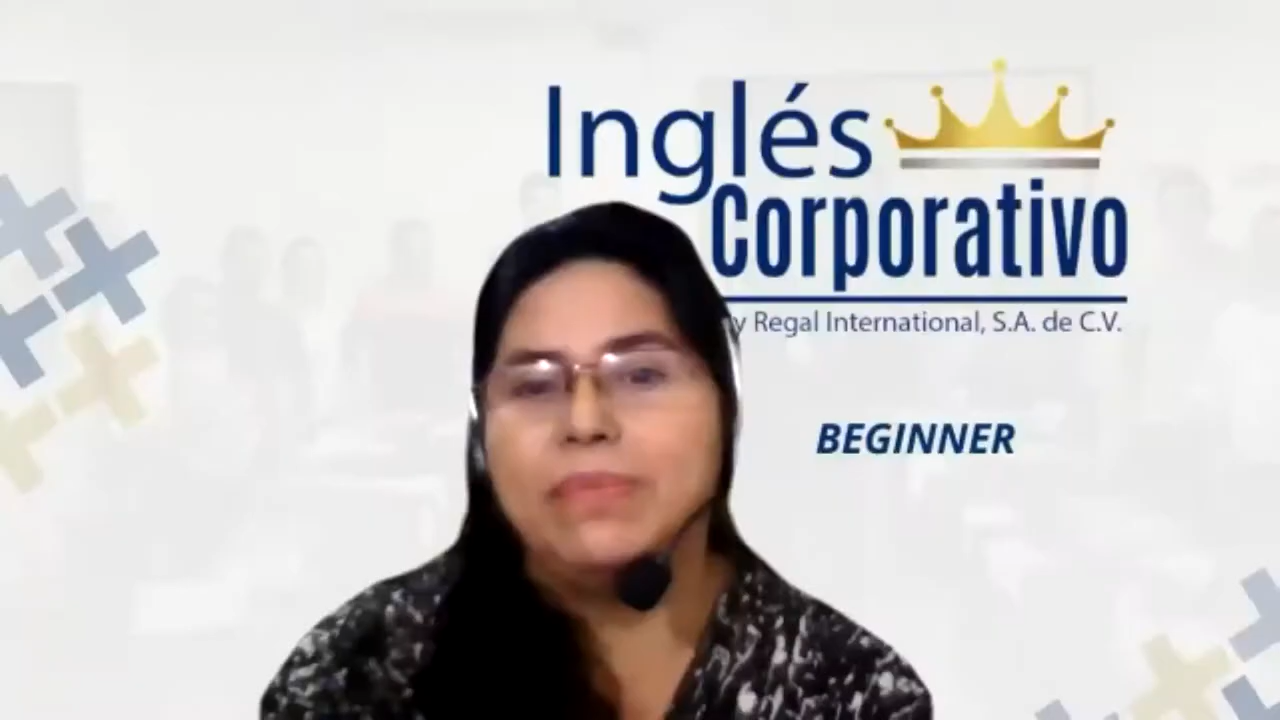 Inglés
Corporativo
y Regal International, S.A. de C.V.
BEGINNER